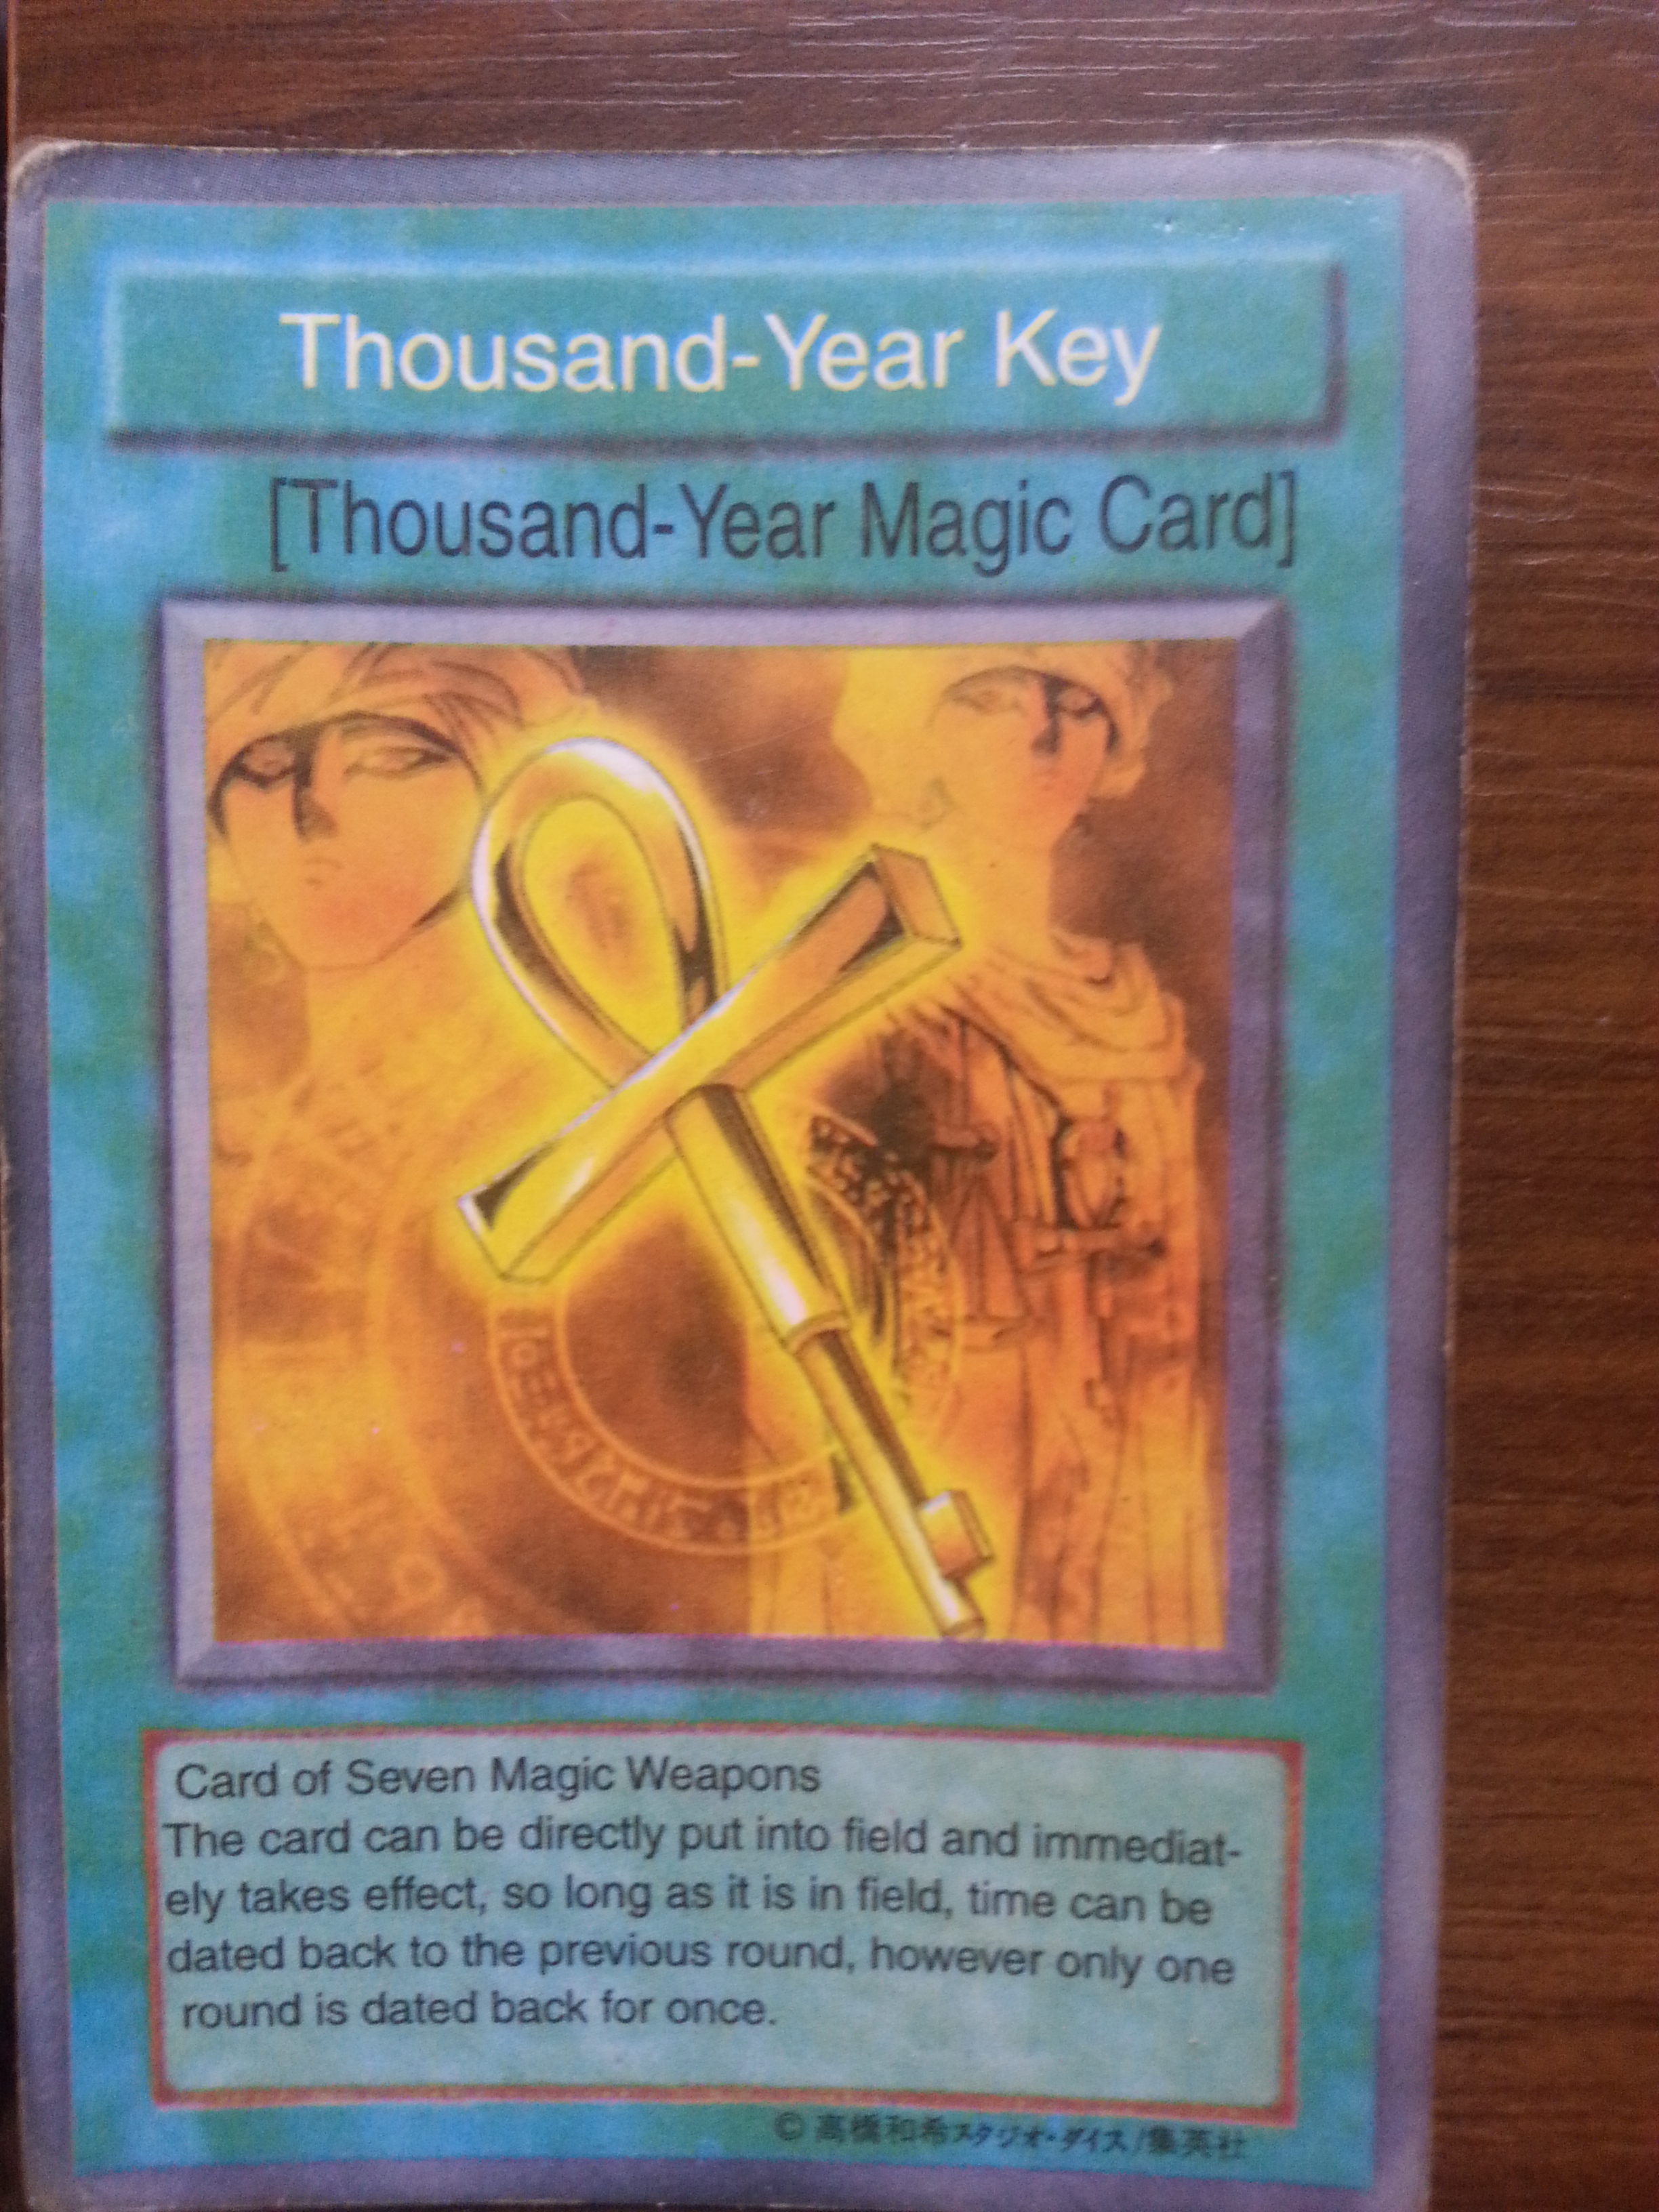 Thousand-Year Key
[Thousand-Year Magic Card]
Card of Seven Magic Weapons
The card can be directly put into field and immediat-
ely takes effect, so long as it is in field, time can be
dated back to the previous round, however only one
round is dated back for once.
© 高橋和希スタジオ・ダイス/集英社